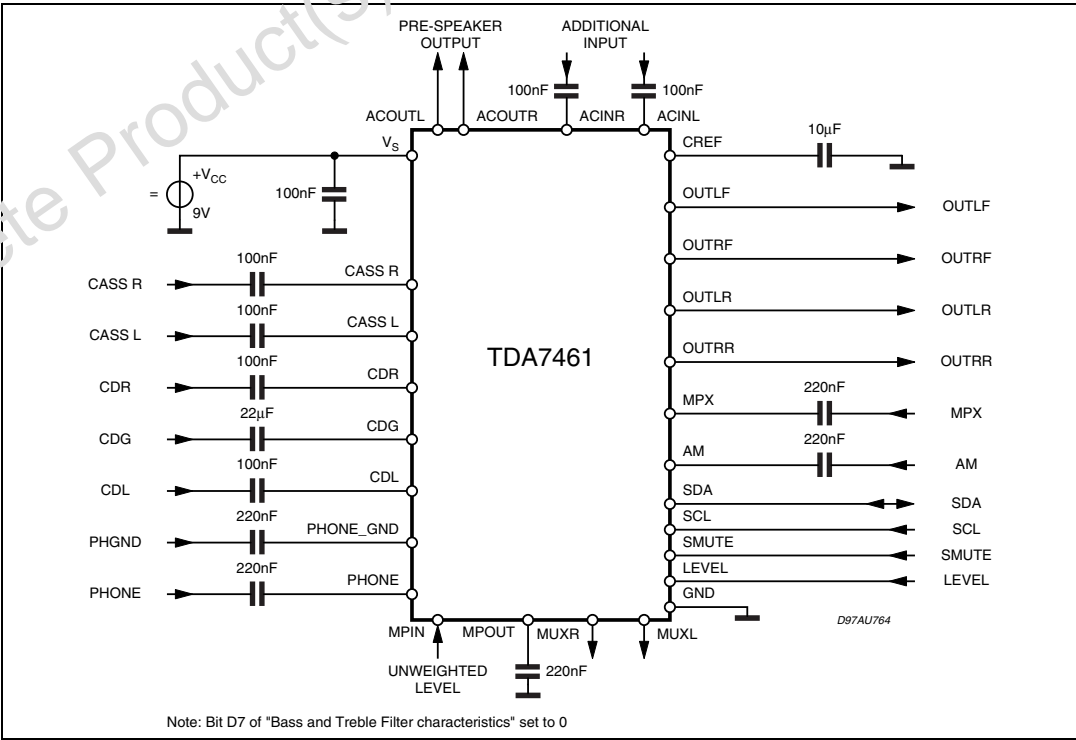 ete Product(s)
PRE-SPEAKER
OUTPUT
ADDITIONAL
INPUT
100nF
100nF
ACOUTL
ACOUTR
ACINR
ACINL
VS
CREF
10µF
+VCC
=
9V
100nF
OUTLF
OUTLF
OUTRF
OUTRF
OUTLR
OUTLR
OUTRR
OUTRR
TDA7461
CASS R
100nF
CASS R
CASS L
100nF
CASS L
CDR
100nF
CDR
CDG
22µF
CDG
CDL
100nF
CDL
PHGND
220nF
PHONE_GND
PHONE
220nF
PHONE
MPX
220nF
MPX
AM
220nF
AM
SDA
SDA
SCL
SCL
SMUTE
SMUTE
LEVEL
LEVEL
GND
D97AU764
MPIN
MPOUT
MUXR
MUXL
UNWEIGHTED
LEVEL
220nF
Note: Bit D7 of "Bass and Treble Filter characteristics" set to 0